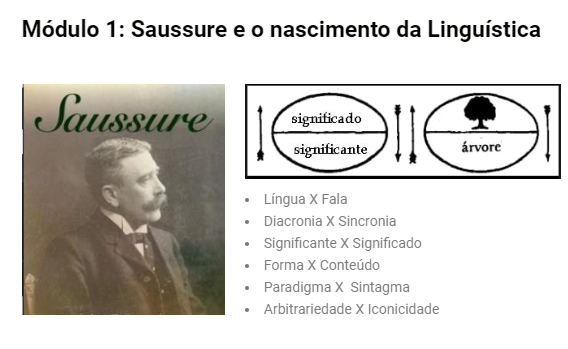 Módulo 1: Saussure e o nascimento da Linguística
Saussure
significado
significante
árvore
Língua X Fala
Diacronia X Sincronia
Significante X Significado
Forma X Conteúdo
Paradigma X Sintagma
Arbitrariedade X Iconicidade